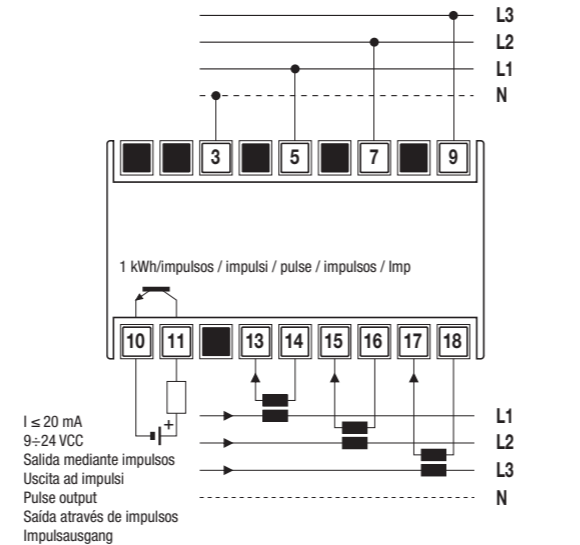 L3
L2
L1
N
3 5 7 9
1 kWh/impulsos / impulsi / pulse / impulsos / Imp
10 11 13 14 15 16 17 18
+
I ≤ 20 mA
9÷24 VCC
Salida mediante impulsos
Uscita ad impulsi
Pulse output
Saída através de impulsos
Impulsausgang
L1
L2
L3
N